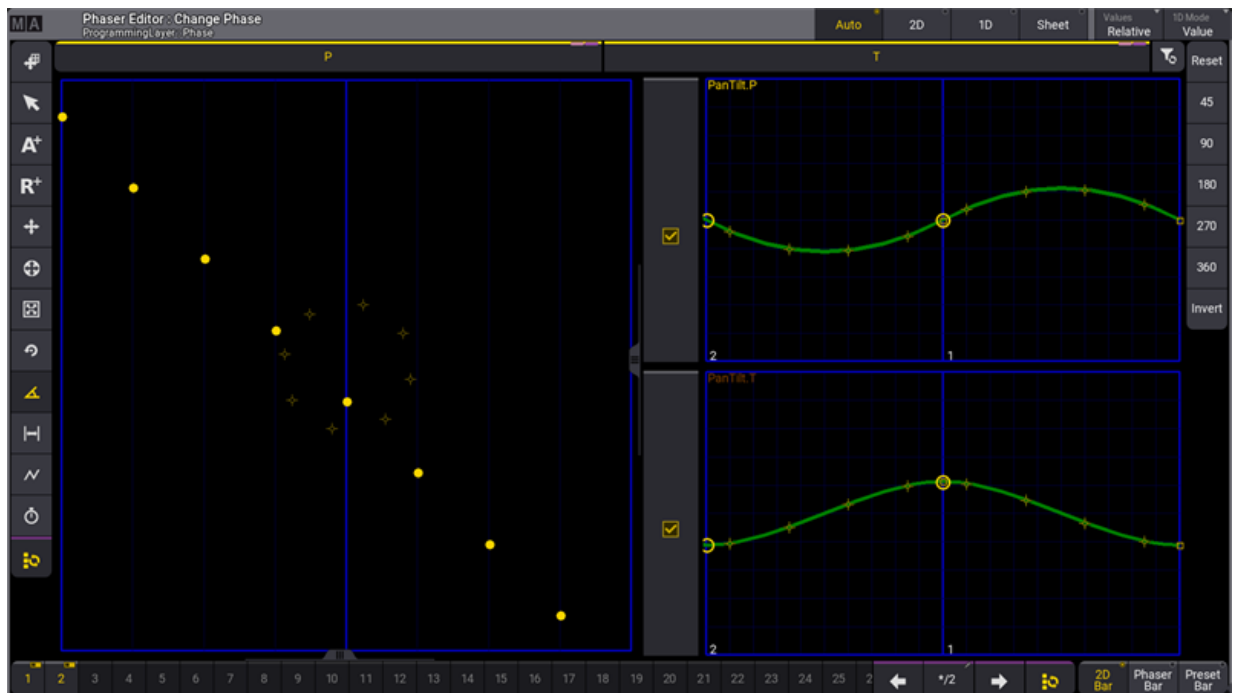 MA
Phaser Editor : Change Phase
ProgrammingLayer : Phase
Auto
2D
1D
Sheet
Values
Relative
1D Mode
Value
P
T
Reset
A+
R+
45
90
180
270
360
Invert
PanTilt.P
2
1
PanTilt.T
2
1
1 2 3 4 5 6 7 8 9 10 11 12 13 14 15 16 17 18 19 20 21 22 23 24 25 2
*/2
2D
Bar
Phaser
Bar
Preset
Bar